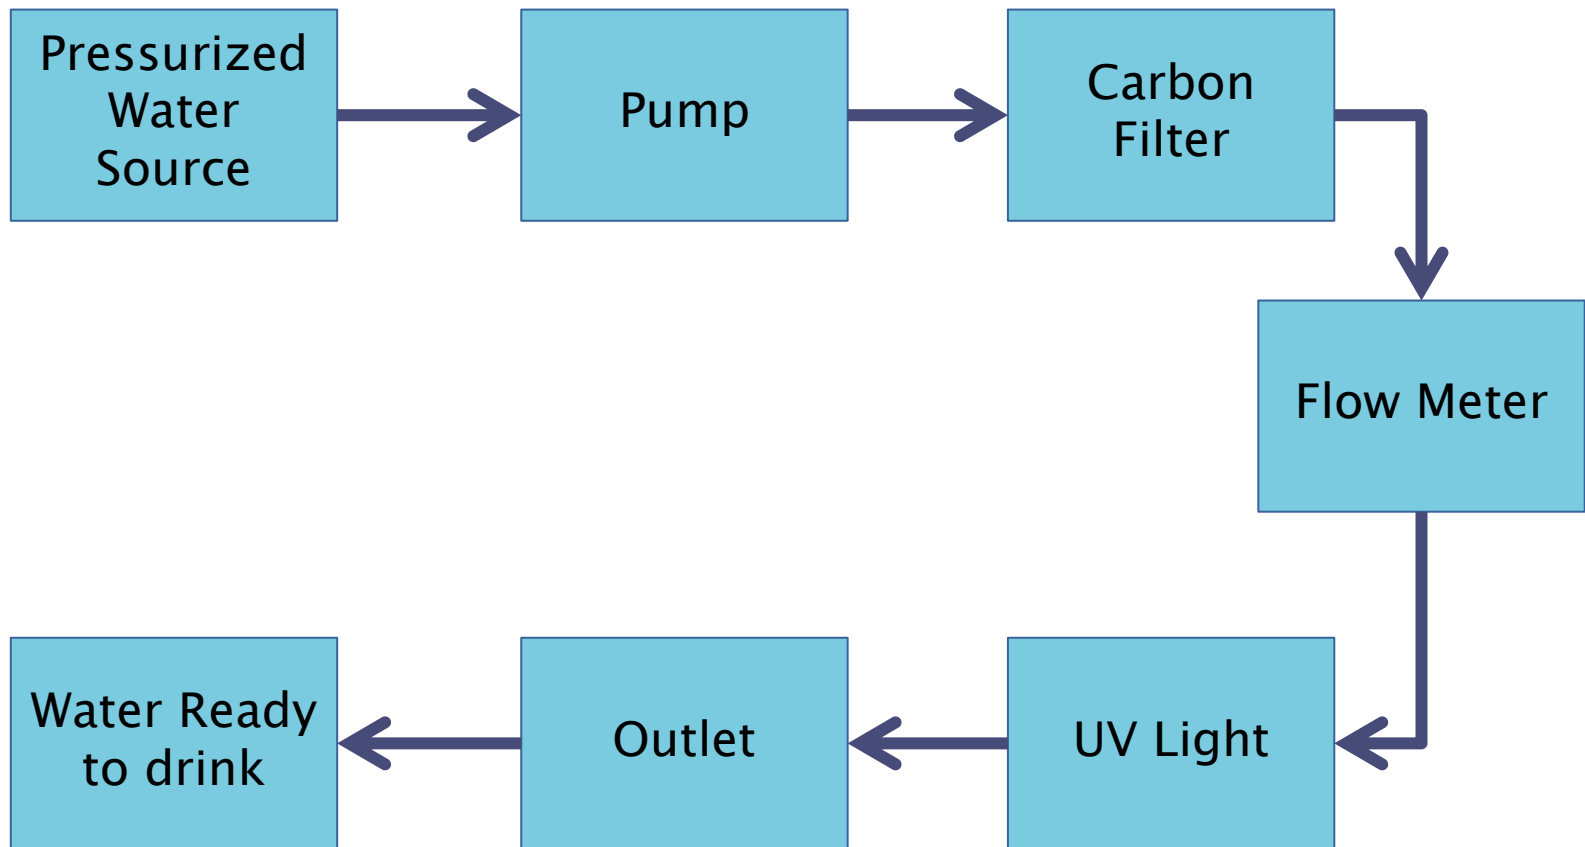 Pressurized
Water
Source
Pump
Carbon
Filter
Flow Meter
Water Ready
to drink
Outlet
UV Light